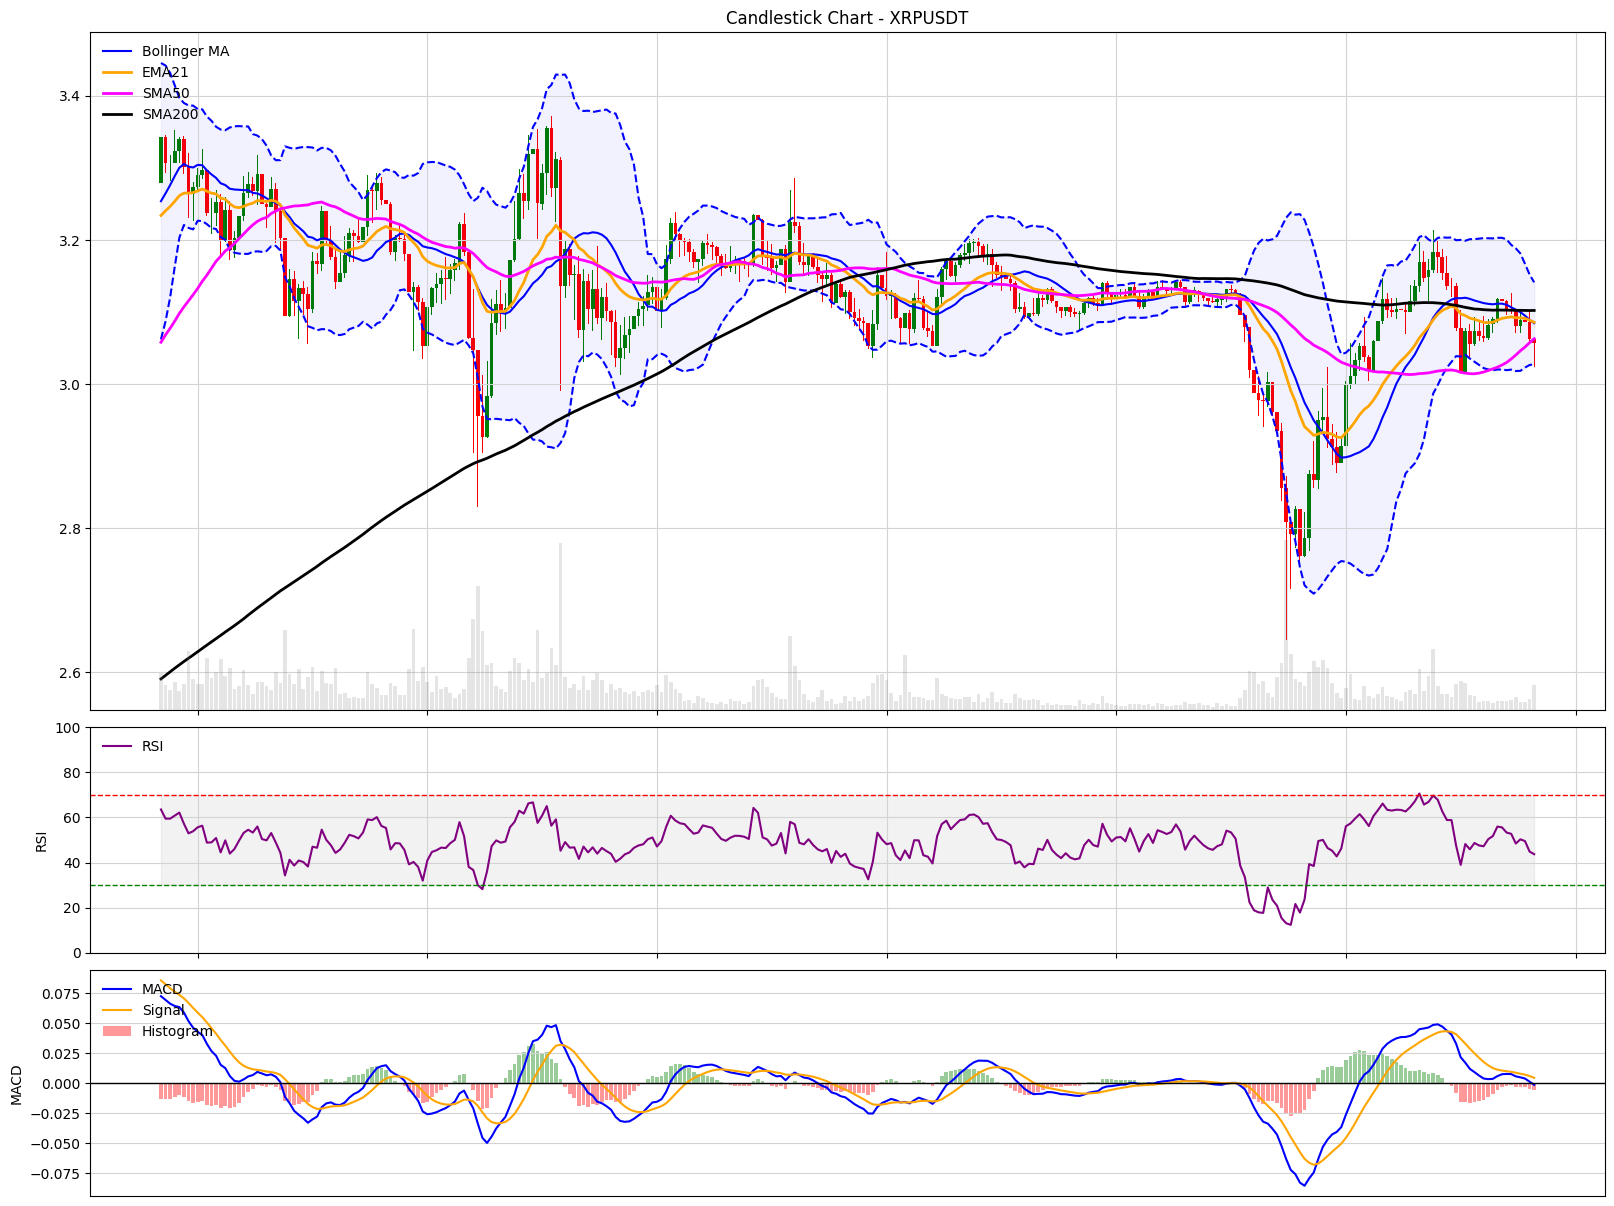 Candlestick Chart - XRPUSDT
Bollinger MA
EMA21
SMA50
SMA200
3.4
3.2
3.0
2.8
2.6
RSI
100
80
60
40
20
0
RSI
MACD
Signal
Histogram
0.075
0.050
0.025
0.000
−0.025
−0.050
−0.075
MACD